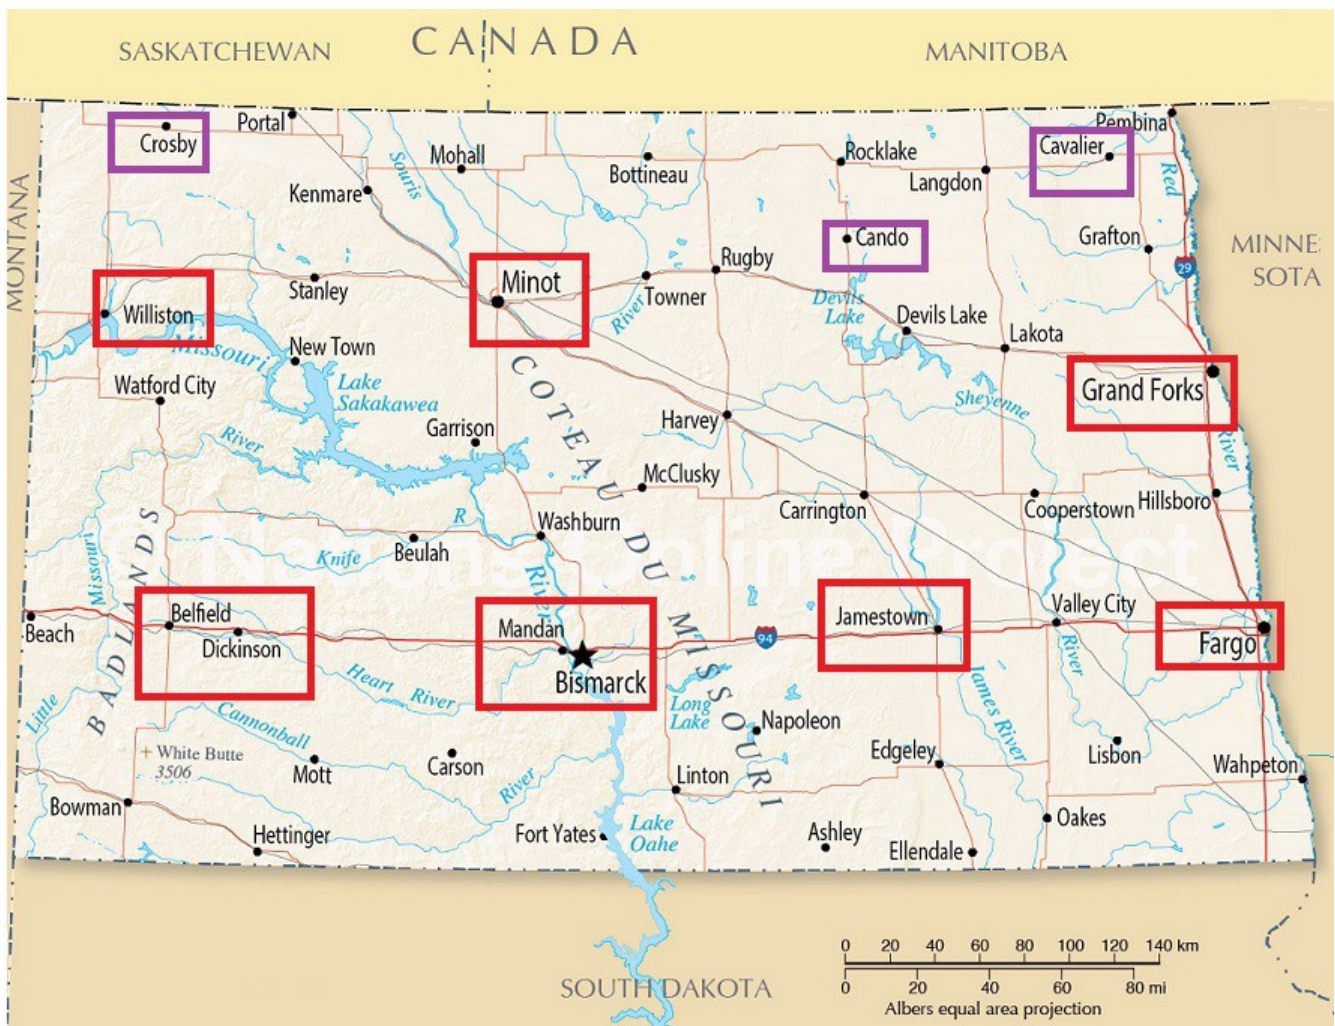 CANADA
SASKATCHEWAN
MANITOBA
Portal
Pembina
Crosby
Mohall
Rocklake
Cavalier
Souris
Bottineau
Langdon
Red
Kenmare
MONTANA
Cando
Grafton
MINNE
SOTA
Rugby
29
Minot
Stanley
Towner
River
Devils
Lake
Devils Lake
Williston
Lakota
Missouri
New Town
COTEAU DU MISSOURI
Watford City
Lake
Sakakawea
Grand Forks
Sheyenne
Harvey
Garrison
River
River
McClusky
Carrington
Cooperstown
Hillsboro
R
Washburn
© Nations Online Project
Knife
Beulah
Missouri
BADLANDS
River
Belfield
Dickinson
Mandan
Bismarck
94
Jamestown
Valley City
Fargo
Beach
River
Heart River
James River
Little
Cannonball
Long
Lake
Napoleon
White Butte
3506
Mott
Carson
Edgeley
Lisbon
Wahpeton
River
Linton
Bowman
Hettinger
Fort Yates
Lake
Oahe
Ashley
Oakes
Ellendale
SOUTH DAKOTA
0 20 40 60 80 100 120 140 km
0 20 40 60 80 mi
Albers equal area projection